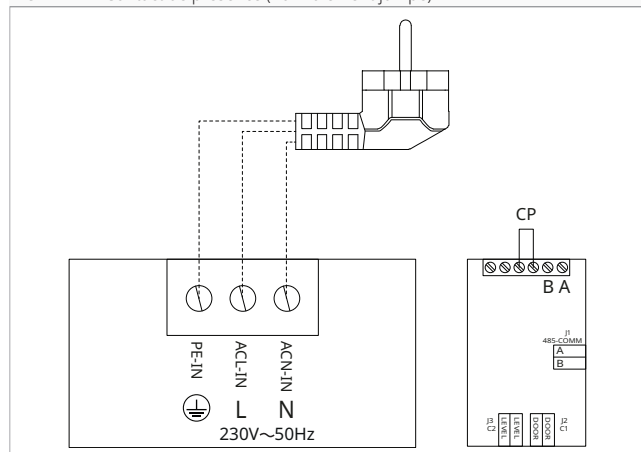 CP
B A
J1
485-COMM
A
B
PE-IN
ACL-IN
ACN-IN
L N
230V~50Hz
J3
C2
LEVEL
LEVEL
DOOR
DOOR
J2
C1